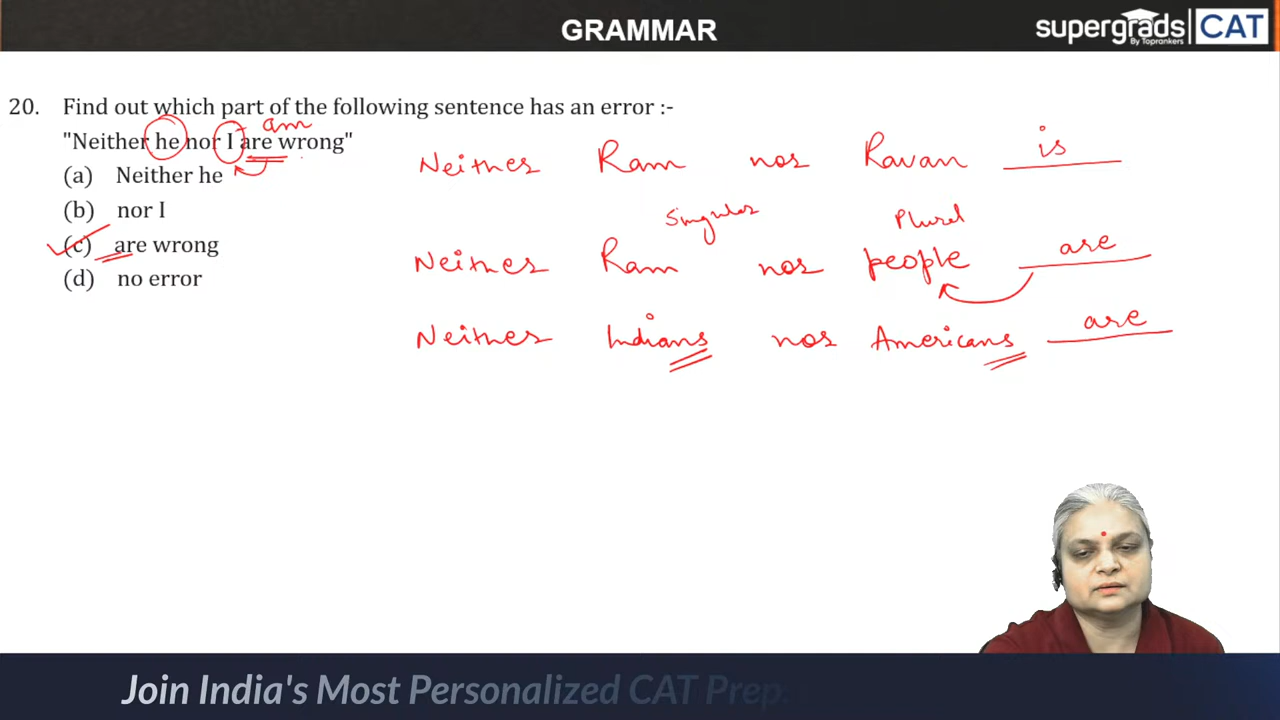 GRAMMAR
supergrads CAT
By Toprankers
20. Find out which part of the following sentence has an error :-
am
"Neither he nor I are wrong"
(a) Neither he
(b) nor I
(c) are wrong
(d) no error
Neither Ram nor Ravan is
Singular Plural
Neither Ram nor people are
Neither Indians nor Americans are
Join India's Most Personalized CAT Prep